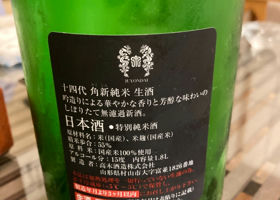 JUYONDAI
十四代 角新純米 生酒
吟造りによる華やかな香りと芳醇な味わいの
しぼりたて無濾過新酒。
日本酒 ●特別純米酒
原材料名：米(国産)、米麹(国産米)
精米歩合：55%
原料米：国産米100%使用
アルコール分：15度 内容量1.8L
製造者：高木酒造株式会社
山形県村山市大字富並1826番地